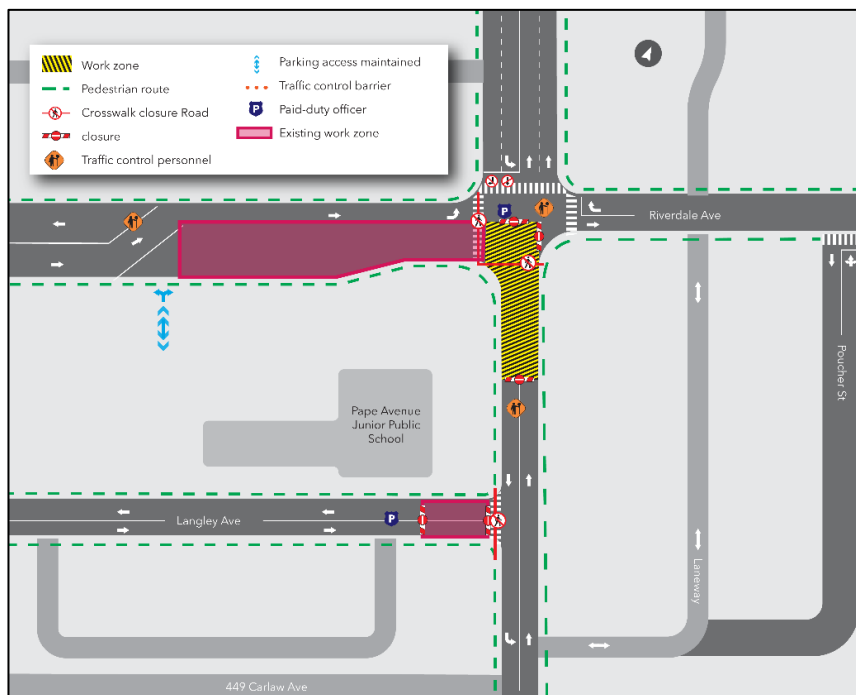 Work zone
Pedestrian route
Crosswalk closure Road
closure
Traffic control personnel
Parking access maintained
Traffic control barrier
P
Paid-duty officer
Existing work zone
P
Riverdale Ave
Poucher St
Pape Avenue
Junior Public
School
Langley Ave
P
Laneway
449 Carlaw Ave